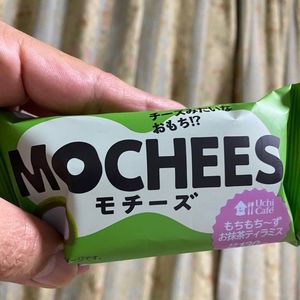 チーズみたいな
おもち!?
MOCHEES
モチーズ
Uchi
Café
もちもち〜ず
お抹茶ティラミス